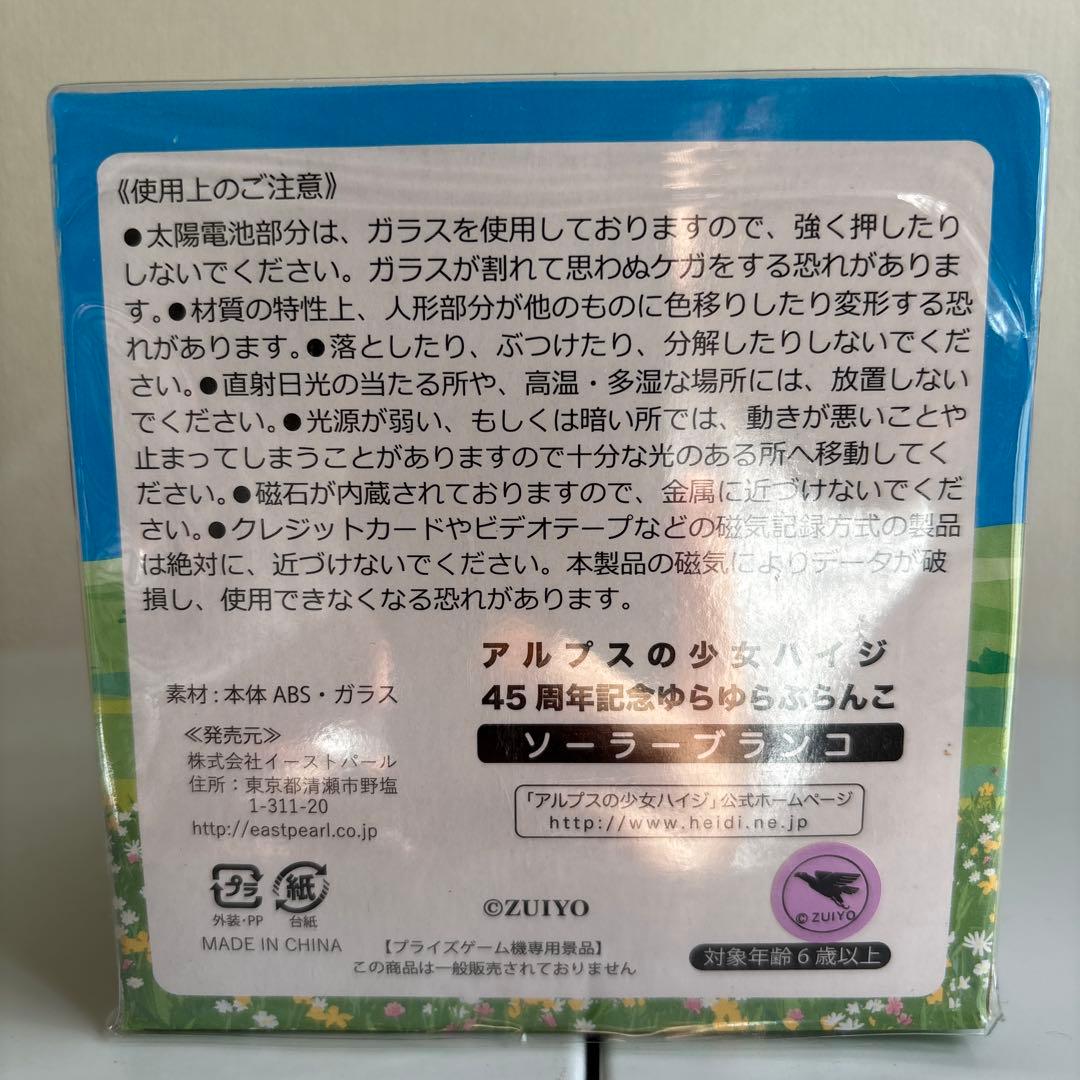 《使用上のご注意》
●太陽電池部分は、ガラスを使用しておりますので、強く押したり
しないでください。ガラスが割れて思わぬケガをする恐れがありま
す。●材質の特性上、人形部分が他のものに色移りしたり変形する恐
れがあります。●落としたり、ぶつけたり、分解したりしないでくだ
さい。●直射日光の当たる所や、高温・多湿な場所には、放置しない
でください。●光源が弱い、もしくは暗い所では、動きが悪いことや
止まってしまうことがありますので十分な光のある所へ移動してく
ださい。●磁石が内蔵されておりますので、金属に近づけないでくだ
さい。●クレジットカードやビデオテープなどの磁気記録方式の製品
は絶対に、近づけないでください。本製品の磁気によりデータが破
損し、使用できなくなる恐れがあります。
アルプスの少女ハイジ
45周年記念ゆらゆらぶらんこ
ソーラーブランコ
「アルプスの少女ハイジ」公式ホームページ
http://www.heidi.ne.jp
素材:本体 ABS・ガラス
≪発売元≫
株式会社イーストパール
住所:東京都清瀬市野塩
1-311-20
http://eastpearl.co.jp
プラ 紙
外装・PP 台紙
MADE IN CHINA
©ZUIYO
【プライズゲーム機専用景品】
この商品は一般販売されておりません
© ZUIYO
対象年齢6歳以上